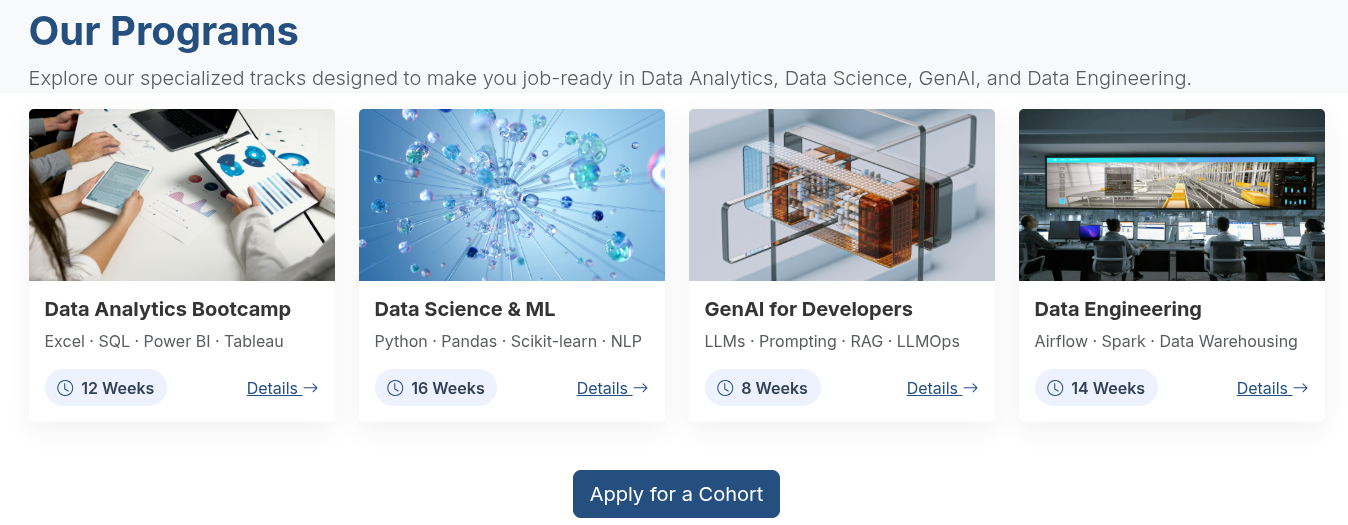 Our Programs
Explore our specialized tracks designed to make you job-ready in Data Analytics, Data Science, GenAI, and Data Engineering.
Data Analytics Bootcamp
Excel · SQL · Power BI · Tableau
12 Weeks
Details →
Data Science & ML
Python · Pandas · Scikit-learn · NLP
16 Weeks
Details →
GenAI for Developers
LLMs · Prompting · RAG · LLMOps
8 Weeks
Details →
Data Engineering
Airflow · Spark · Data Warehousing
14 Weeks
Details →
Apply for a Cohort